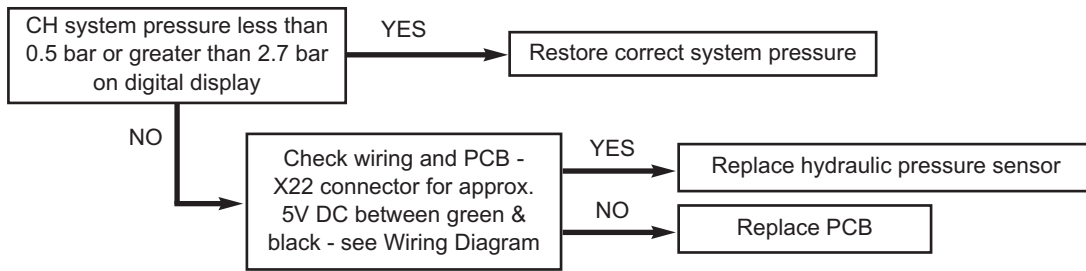 CH system pressure less than
0.5 bar or greater than 2.7 bar
on digital display
YES
Restore correct system pressure
NO
Check wiring and PCB -
X22 connector for approx.
5V DC between green &
black - see Wiring Diagram
YES
Replace hydraulic pressure sensor
NO
Replace PCB